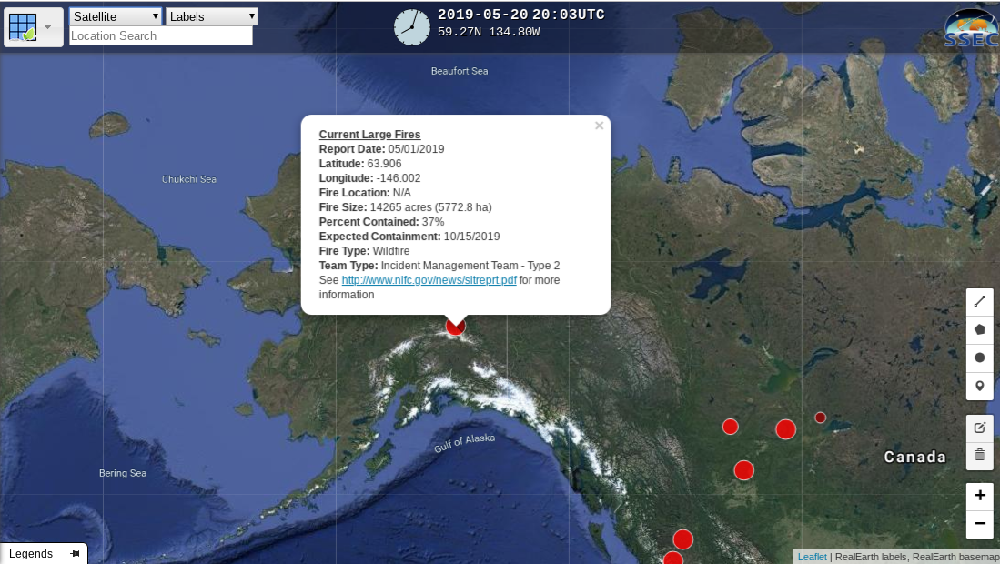 Satellite
Labels
Location Search
2019-05-20 20:03UTC
59.27N 134.80W
SSEC
Beaufort Sea
Chukchi Sea
×
Current Large Fires
Report Date: 05/01/2019
Latitude: 63.906
Longitude: -146.002
Fire Location: N/A
Fire Size: 14265 acres (5772.8 ha)
Percent Contained: 37%
Expected Containment: 10/15/2019
Fire Type: Wildfire
Team Type: Incident Management Team - Type 2
See http://www.nifc.gov/news/sitreprt.pdf for more
information
Gulf of Alaska
Canada
Bering Sea
+
−
Legends
Leaflet | RealEarth labels, RealEarth basemap